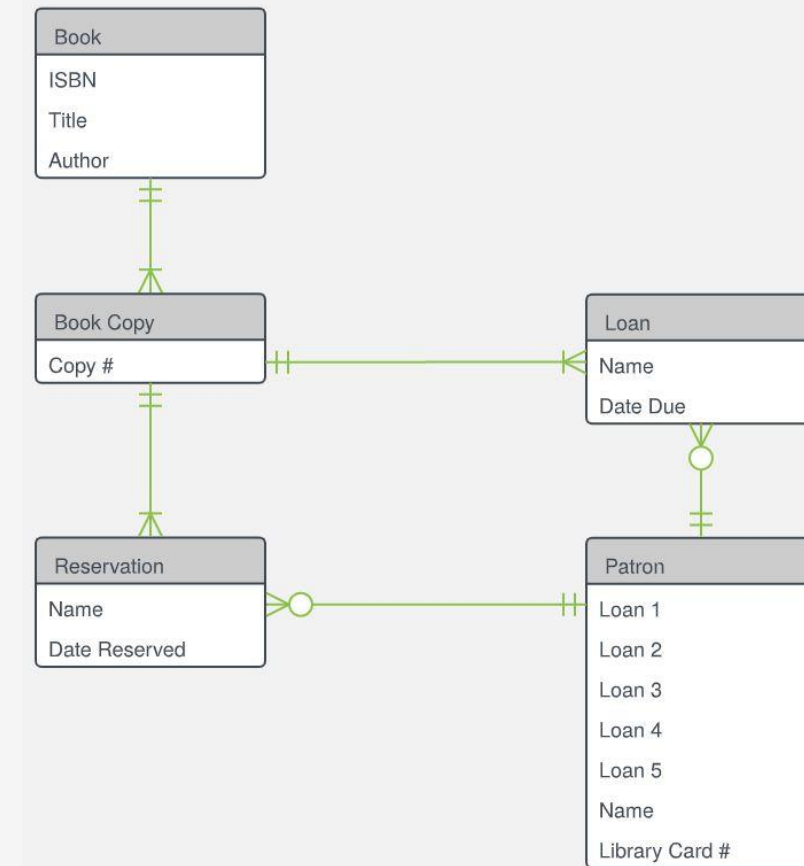 Book
ISBN
Title
Author
Book Copy
Copy #
Loan
Name
Date Due
Reservation
Name
Date Reserved
Patron
Loan 1
Loan 2
Loan 3
Loan 4
Loan 5
Name
Library Card #